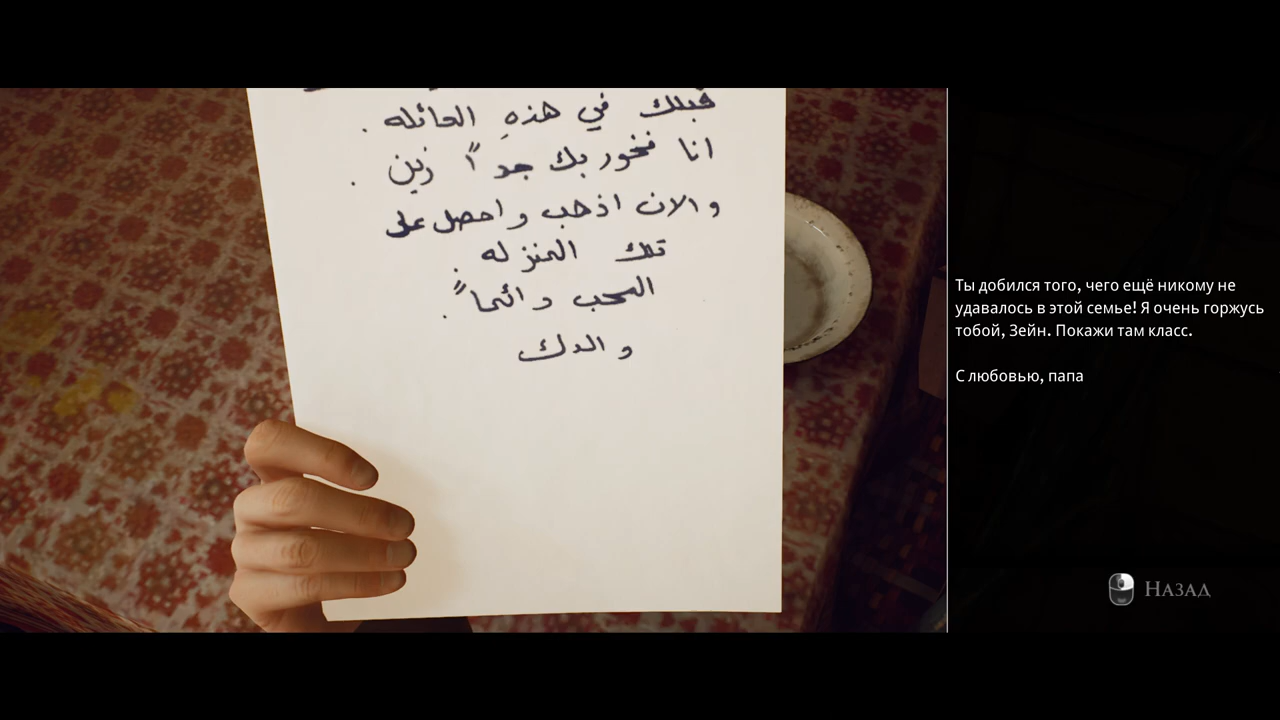 قبلك في هذهِ العائله .
انا فخور بك جداً زين .
والان اذهب واحصل على
تلك المنزله .
المحب دائماً .
والدك
Ты добился того, чего ещё никому не
удавалось в этой семье! Я очень горжусь
тобой, Зейн. Покажи там класс.
С любовью, папа
Назад